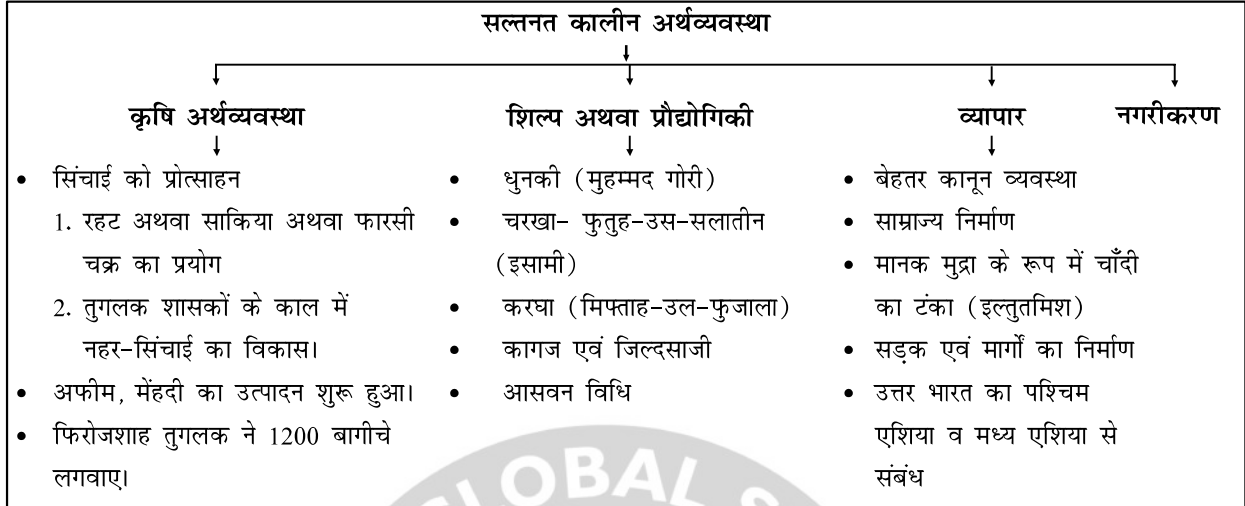 सल्तनत कालीन अर्थव्यवस्था
कृषि अर्थव्यवस्था
• सिंचाई को प्रोत्साहन
1. रहट अथवा साकिया अथवा फारसी
चक्र का प्रयोग
2. तुगलक शासकों के काल में
नहर-सिंचाई का विकास।
• अफीम, मेंहदी का उत्पादन शुरू हुआ।
• फिरोजशाह तुगलक ने 1200 बागीचे
लगवाए।
शिल्प अथवा प्रौद्योगिकी
• धुनकी (मुहम्मद गोरी)
• चरखा- फुतुह-उस-सलातीन
(इसामी)
• करघा (मिफ्ताह-उल-फुजाला)
• कागज एवं जिल्दसाजी
• आसवन विधि
व्यापार
• बेहतर कानून व्यवस्था
• साम्राज्य निर्माण
• मानक मुद्रा के रूप में चाँदी
का टंका (इल्तुतमिश)
• सड़क एवं मार्गों का निर्माण
• उत्तर भारत का पश्चिम
एशिया व मध्य एशिया से
संबंध
नगरीकरण
GLOBAL S